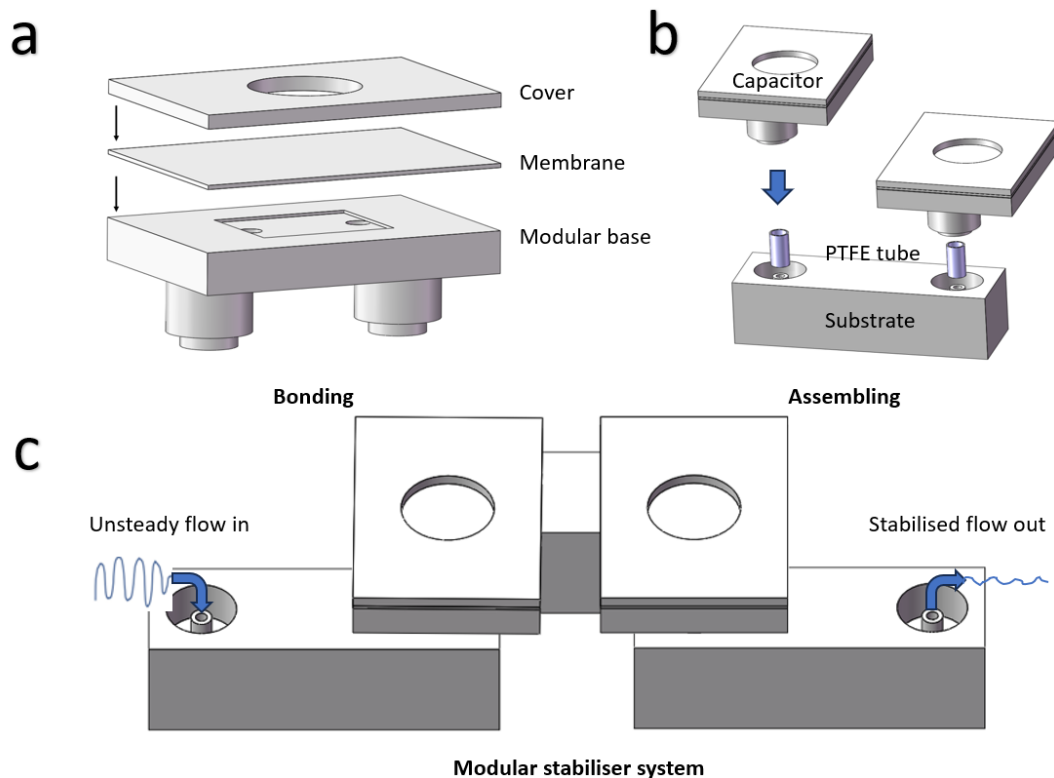 a
Cover
Membrane
Modular base
Bonding
b
Capacitor
PTFE tube
Substrate
Assembling
c
Unsteady flow in
Stabilised flow out
Modular stabiliser system